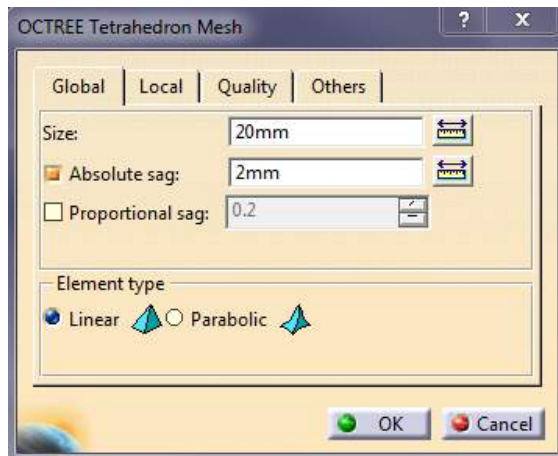 OCTREE Tetrahedron Mesh ? X
Global Local Quality Others
Size: 20mm
Absolute sag: 2mm
Proportional sag: 0.2
Element type
Linear Parabolic
OK Cancel